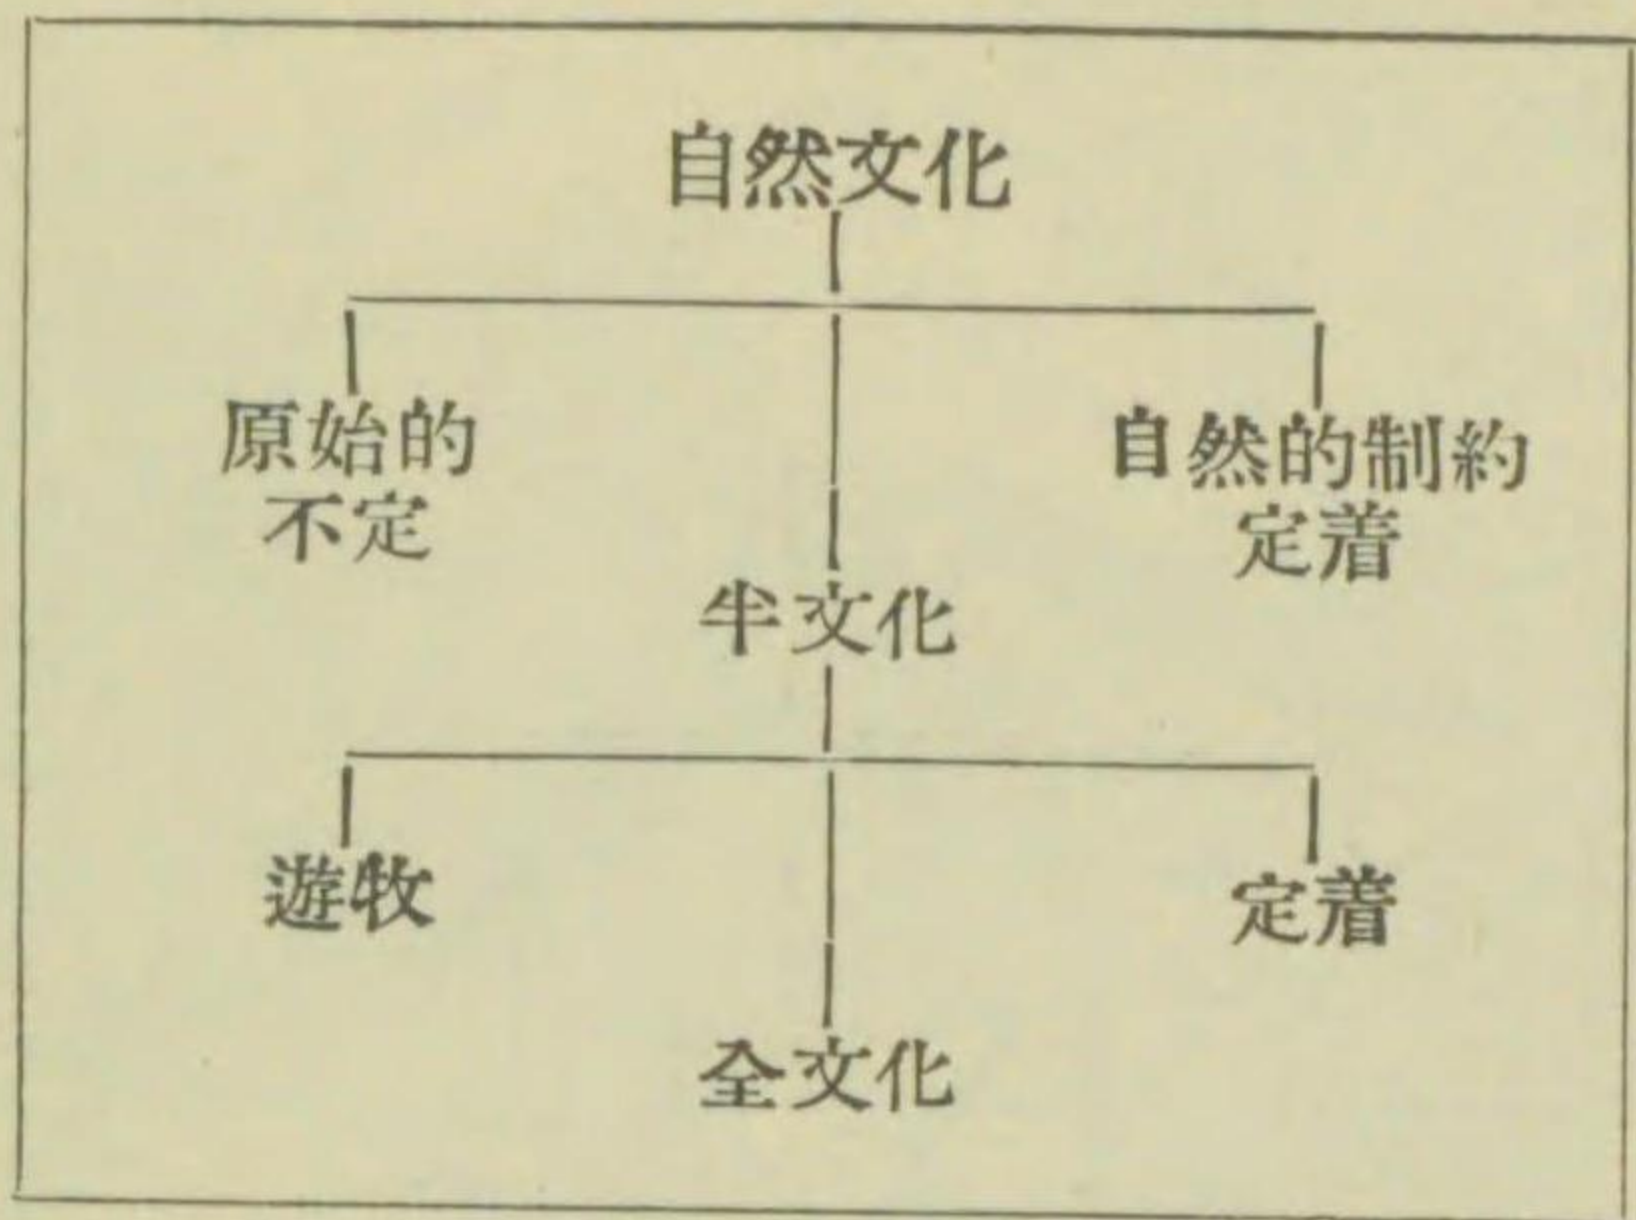 自然文化
原始的
不定
自然的制約
定着
半文化
遊牧
定着
全文化